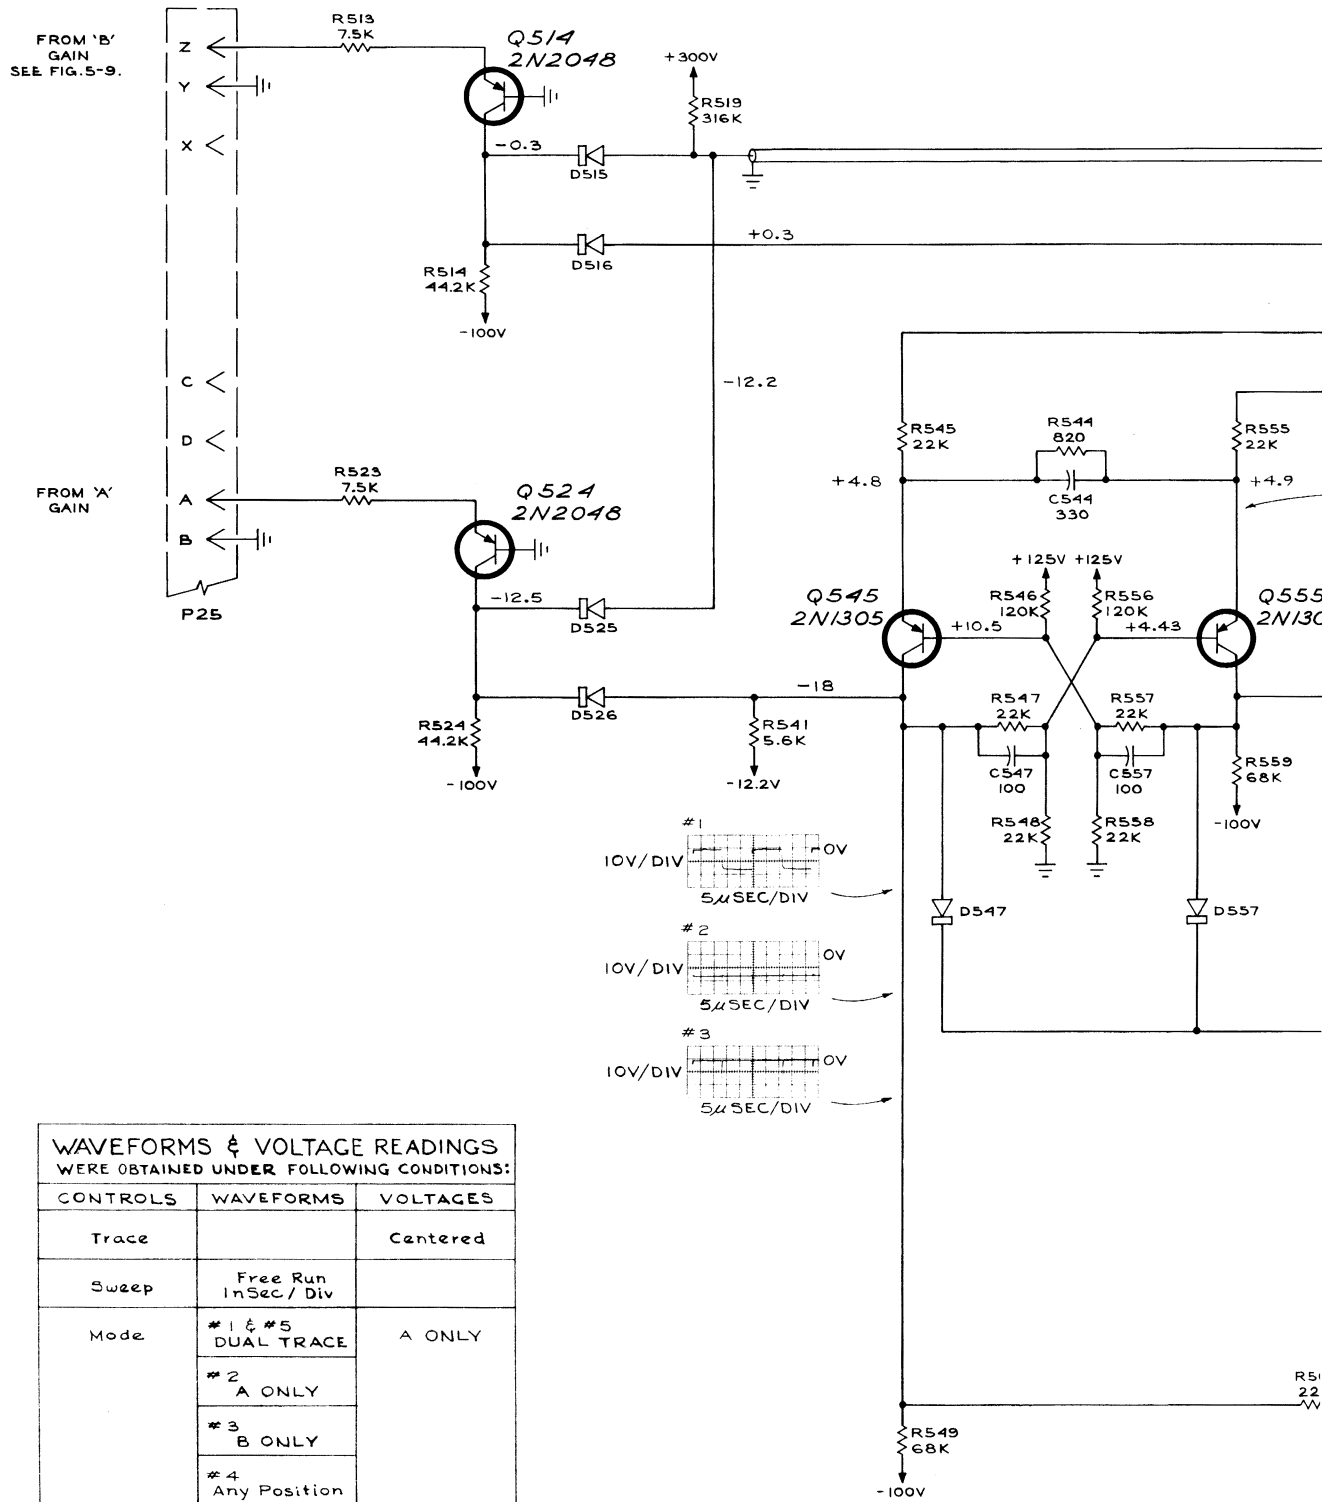 FROM 'B'
GAIN
SEE FIG.5-9.
Z
Y
X
C
D
A
B
P25
FROM 'A'
GAIN
R513
7.5K
Q514
2N2048
+300V
R519
316K
-0.3
D515
+0.3
D516
R514
44.2K
-100V
-12.2
R523
7.5K
Q524
2N2048
-12.5
D525
D526
R524
44.2K
-100V
-18
R541
5.6K
-12.2V
R545
22K
R544
820
C544
330
R555
22K
+4.8
+4.9
+125V +125V
Q545
2N1305
R546
120K
R556
120K
Q555
+10.5
+4.43
R547
22K
R557
22K
C547
100
C557
100
R559
68K
-100V
R548
22K
R558
22K
D547
D557
#1
10V/DIV
0V
5µSEC/DIV
#2
10V/DIV
0V
5µSEC/DIV
#3
10V/DIV
0V
5µSEC/DIV
WAVEFORMS & VOLTAGE READINGS
WERE OBTAINED UNDER FOLLOWING CONDITIONS:
CONTROLS WAVEFORMS VOLTAGES
Trace Centered
Sweep Free Run
1nSec / Div
Mode #1 & #5
DUAL TRACE A ONLY
#2
A ONLY
#3
B ONLY
#4
Any Position
R549
68K
-100V